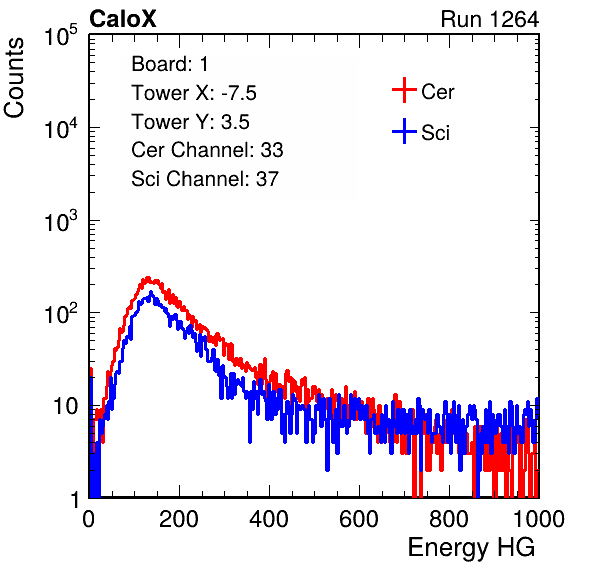 CaloX Run 1264
Counts
Board: 1
Tower X: -7.5
Tower Y: 3.5
Cer Channel: 33
Sci Channel: 37
Cer
Sci
10^5
10^4
10^3
10^2
10
1
0 200 400 600 800 1000
Energy HG